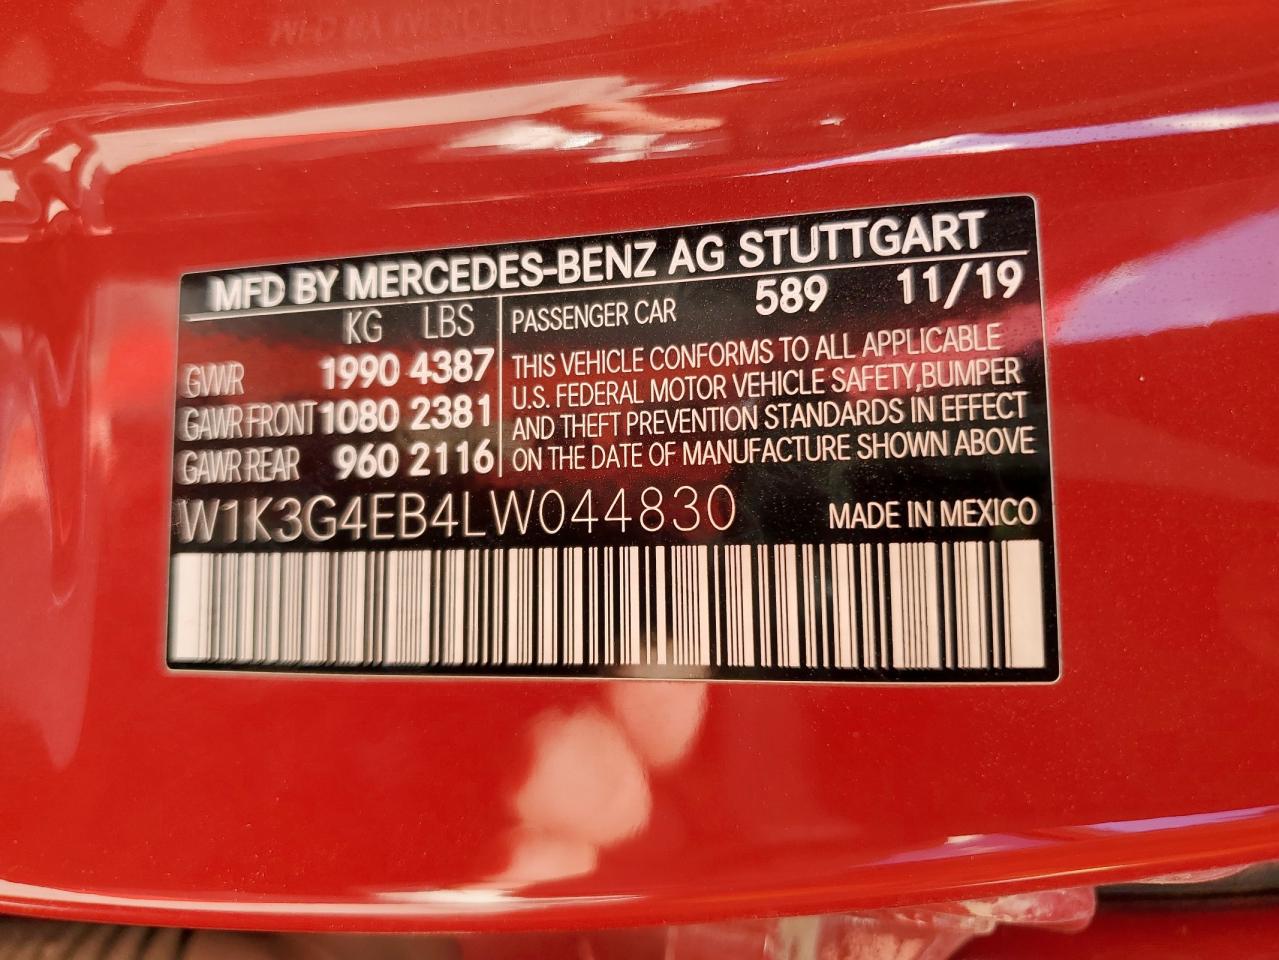 MFD BY MERCEDES-BENZ AG STUTTGART
KG LBS
GVWR 1990 4387
GAWR FRONT 1080 2381
GAWR REAR 960 2116
PASSENGER CAR 589 11/19
THIS VEHICLE CONFORMS TO ALL APPLICABLE
U.S. FEDERAL MOTOR VEHICLE SAFETY,BUMPER
AND THEFT PREVENTION STANDARDS IN EFFECT
ON THE DATE OF MANUFACTURE SHOWN ABOVE
W1K3G4EB4LW044830
MADE IN MEXICO